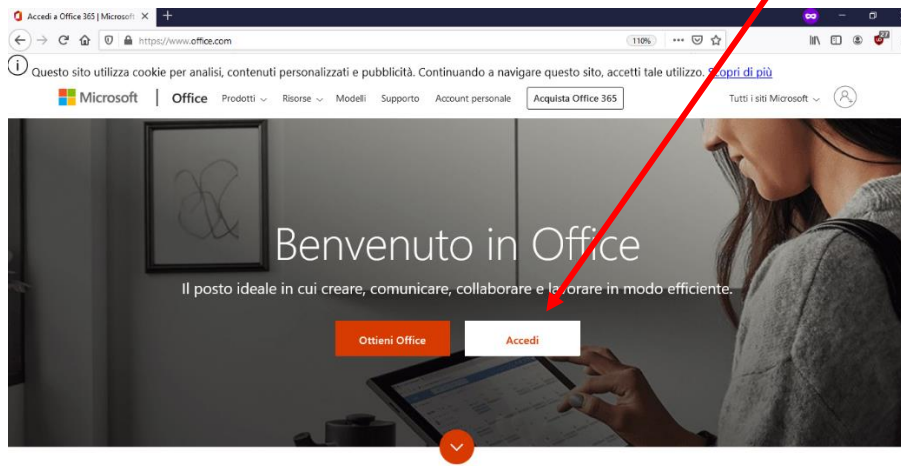 Accedi a Office 365 | Microsoft
https://www.office.com
110%
Questo sito utilizza cookie per analisi, contenuti personalizzati e pubblicità. Continuando a navigare questo sito, accetti tale utilizzo. Scopri di più
Microsoft | Office Prodotti Risorse Modelli Supporto Account personale Acquista Office 365 Tutti i siti Microsoft
Benvenuto in Office
Il posto ideale in cui creare, comunicare, collaborare e lavorare in modo efficiente.
Ottieni Office Accedi